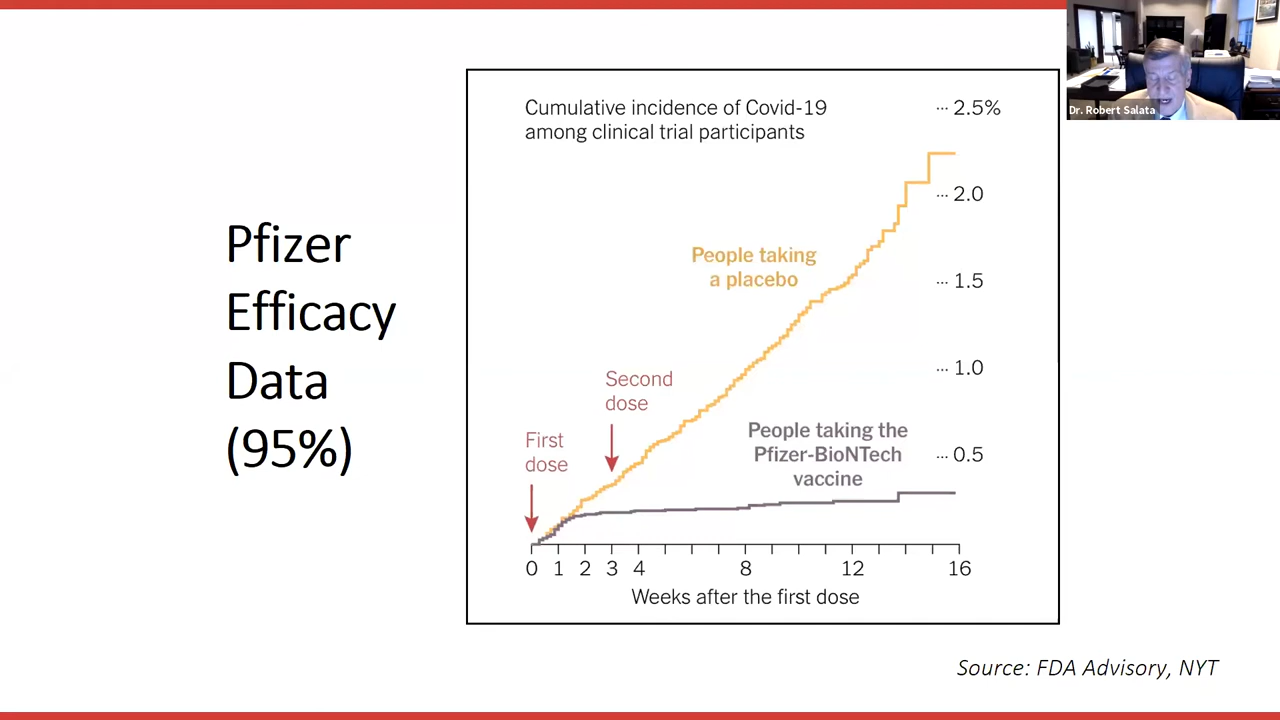 Dr. Robert Salata
Pfizer
Efficacy
Data
(95%)
Cumulative incidence of Covid-19
among clinical trial participants
··· 2.5%
··· 2.0
··· 1.5
··· 1.0
··· 0.5
People taking
a placebo
Second
dose
First
dose
People taking the
Pfizer-BioNTech
vaccine
0 1 2 3 4 8 12 16
Weeks after the first dose
Source: FDA Advisory, NYT